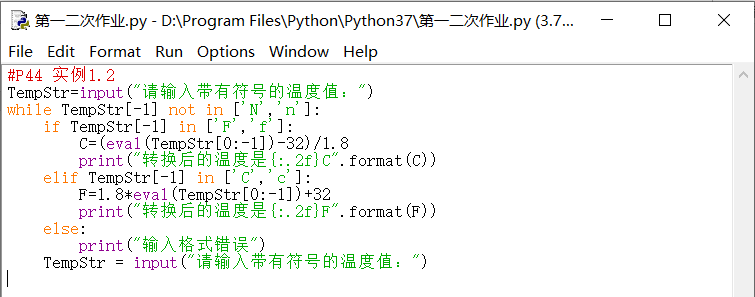 第一二次作业.py - D:\Program Files\Python\Python37\第一二次作业.py (3.7...
File Edit Format Run Options Window Help
#P44 实例1.2
TempStr=input("请输入带有符号的温度值：")
while TempStr[-1] not in ['N','n']:
    if TempStr[-1] in ['F','f']:
        C=(eval(TempStr[0:-1])-32)/1.8
        print("转换后的温度是{:.2f}C".format(C))
    elif TempStr[-1] in ['C','c']:
        F=1.8*eval(TempStr[0:-1])+32
        print("转换后的温度是{:.2f}F".format(F))
    else:
        print("输入格式错误")
    TempStr = input("请输入带有符号的温度值：")